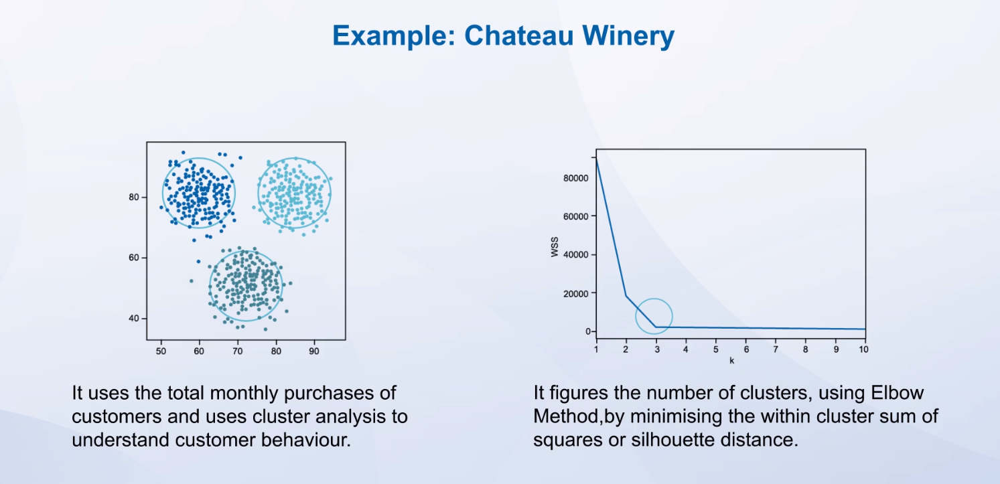 Example: Chateau Winery
80
60
40
50 60 70 80 90
It uses the total monthly purchases of
customers and uses cluster analysis to
understand customer behaviour.
80000
60000
40000
20000
0
WSS
1 2 3 4 5 6 7 8 9 10
k
It figures the number of clusters, using Elbow
Method,by minimising the within cluster sum of
squares or silhouette distance.